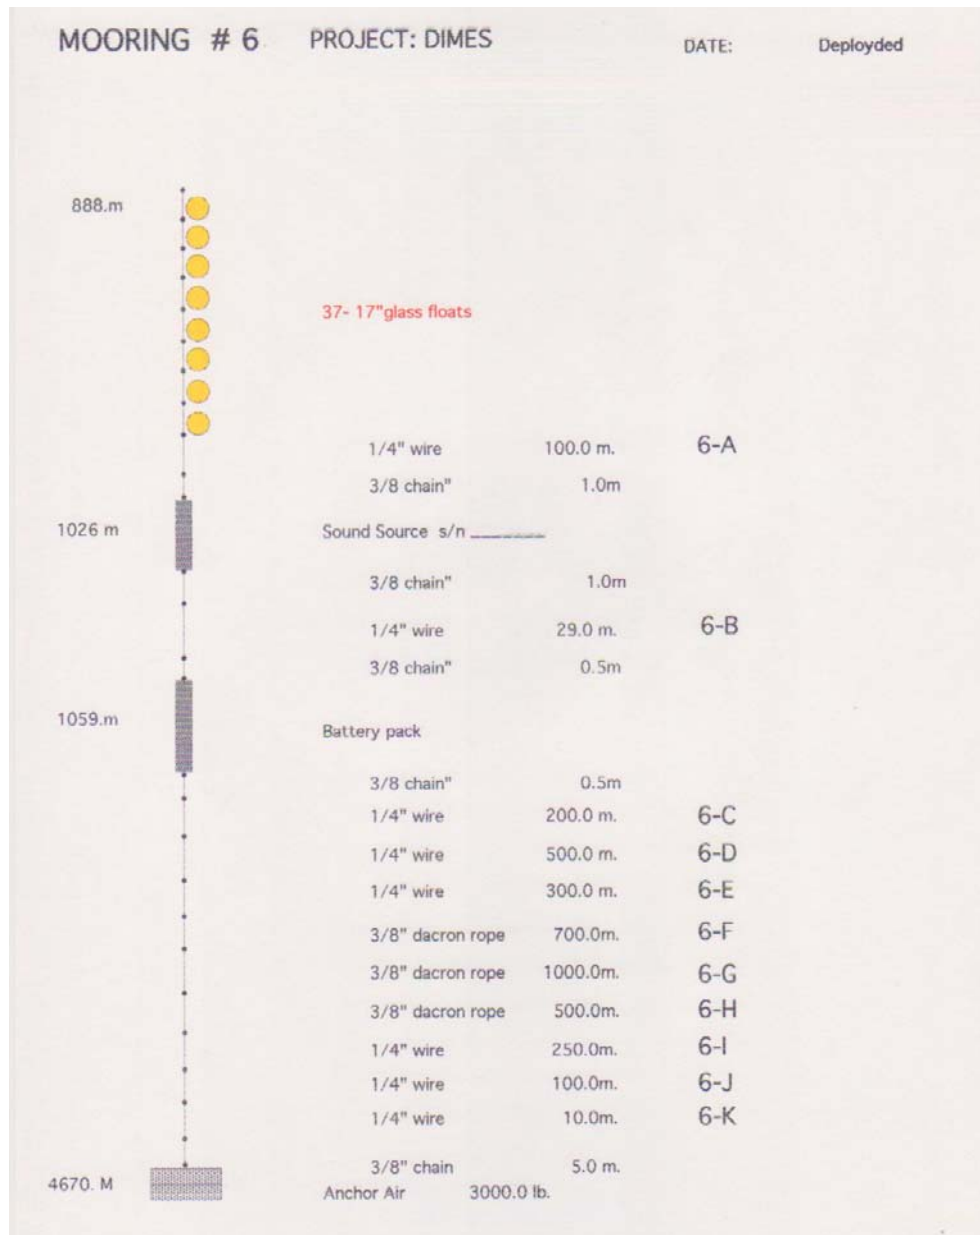 MOORING # 6 PROJECT: DIMES DATE: Deployded
888.m
37- 17"glass floats
1/4" wire 100.0 m. 6-A
3/8 chain" 1.0m
1026 m Sound Source s/n _______
3/8 chain" 1.0m
1/4" wire 29.0 m. 6-B
3/8 chain" 0.5m
1059.m
Battery pack
3/8 chain" 0.5m
1/4" wire 200.0 m. 6-C
1/4" wire 500.0 m. 6-D
1/4" wire 300.0 m. 6-E
3/8" dacron rope 700.0m. 6-F
3/8" dacron rope 1000.0m. 6-G
3/8" dacron rope 500.0m. 6-H
1/4" wire 250.0m. 6-I
1/4" wire 100.0m. 6-J
1/4" wire 10.0m. 6-K
3/8" chain 5.0 m.
4670. M
Anchor Air 3000.0 lb.